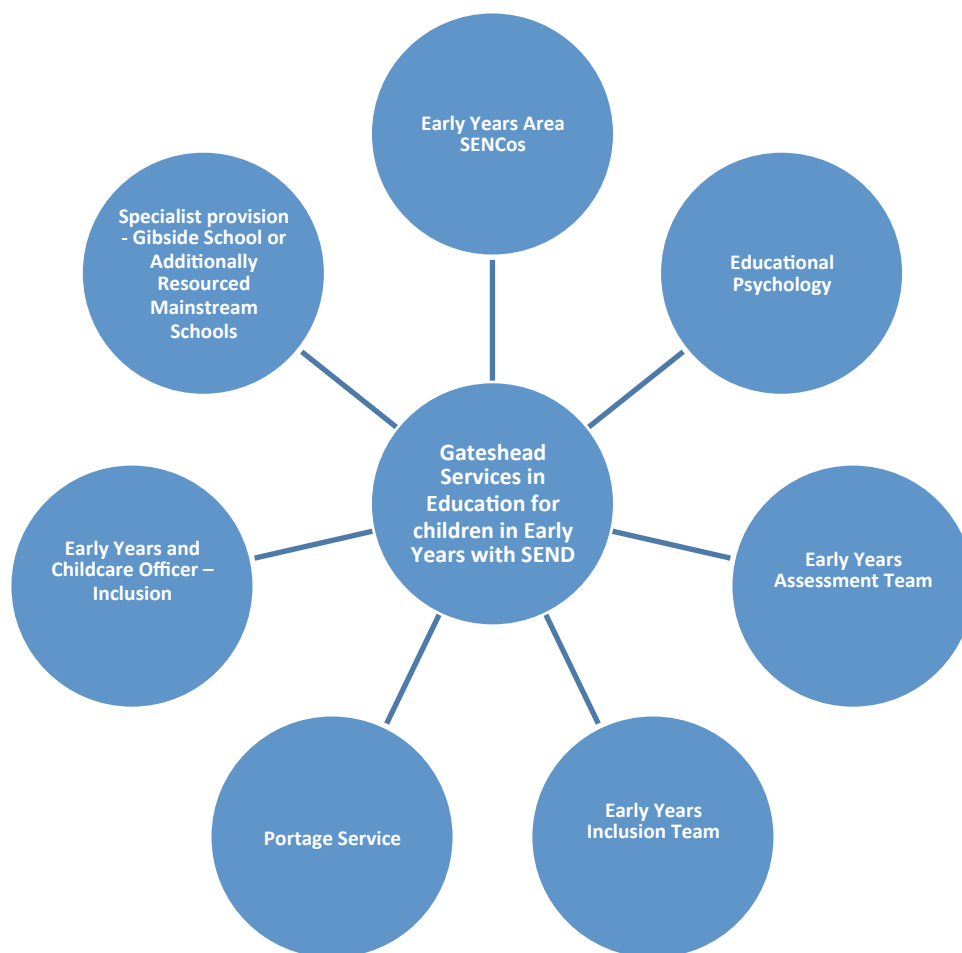 Early Years Area
SENCos
Specialist provision
- Gibside School or
Additionally
Resourced
Mainstream
Schools
Educational
Psychology
Gateshead
Services in
Education for
children in Early
Years with SEND
Early Years and
Childcare Officer –
Inclusion
Early Years
Assessment Team
Portage Service
Early Years
Inclusion Team